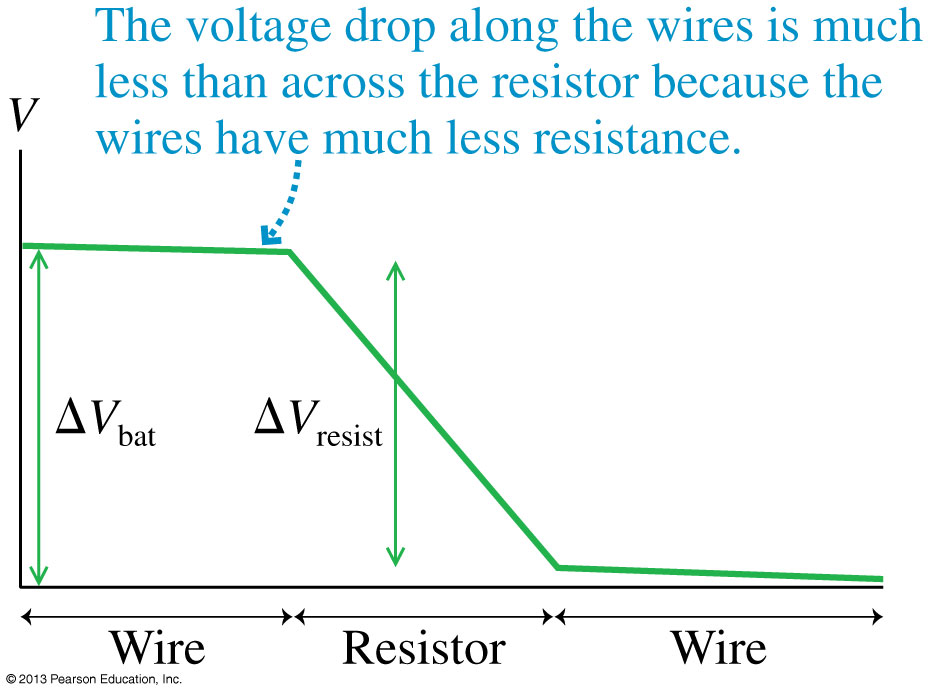 The voltage drop along the wires is much
less than across the resistor because the
wires have much less resistance.
V
ΔVbat
ΔVresist
Wire
Resistor
Wire
© 2013 Pearson Education, Inc.